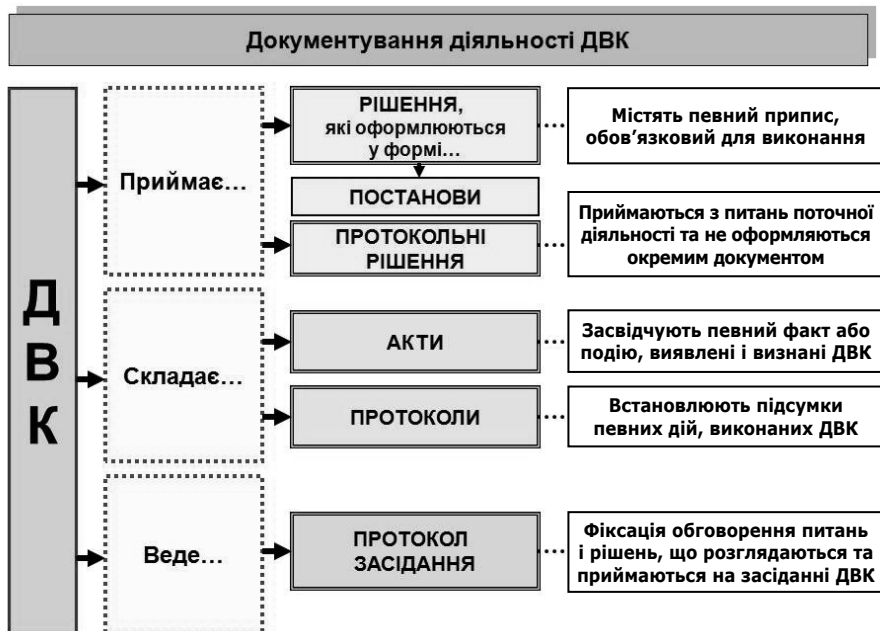 Документування діяльності ДВК
Д
В
К
Приймає…
РІШЕННЯ,
які оформлюються
у формі…
Містять певний припис,
обов’язковий для виконання
ПОСТАНОВИ
ПРОТОКОЛЬНІ
РІШЕННЯ
Приймаються з питань поточної
діяльності та не оформляються
окремим документом
Складає…
АКТИ
Засвідчують певний факт або
подію, виявлені і визнані ДВК
ПРОТОКОЛИ
Встановлюють підсумки
певних дій, виконаних ДВК
Веде…
ПРОТОКОЛ
ЗАСІДАННЯ
Фіксація обговорення питань
і рішень, що розглядаються та
приймаються на засіданні ДВК